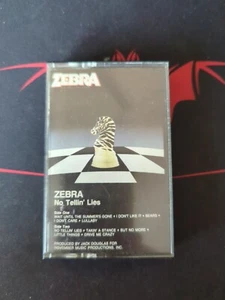 ZEBRA
ZEBRA
No Tellin' Lies
Side One
WAIT UNTIL THE SUMMER'S GONE • I DON'T LIKE IT • BEARS •
I DON'T CARE • LULLABY
Side Two
NO TELLIN' LIES • TAKIN' A STANCE • BUT NO MORE •
LITTLE THINGS • DRIVE ME CRAZY
PRODUCED BY JACK DOUGLAS FOR
WAREMBER MUSIC PRODUCTIONS, INC.